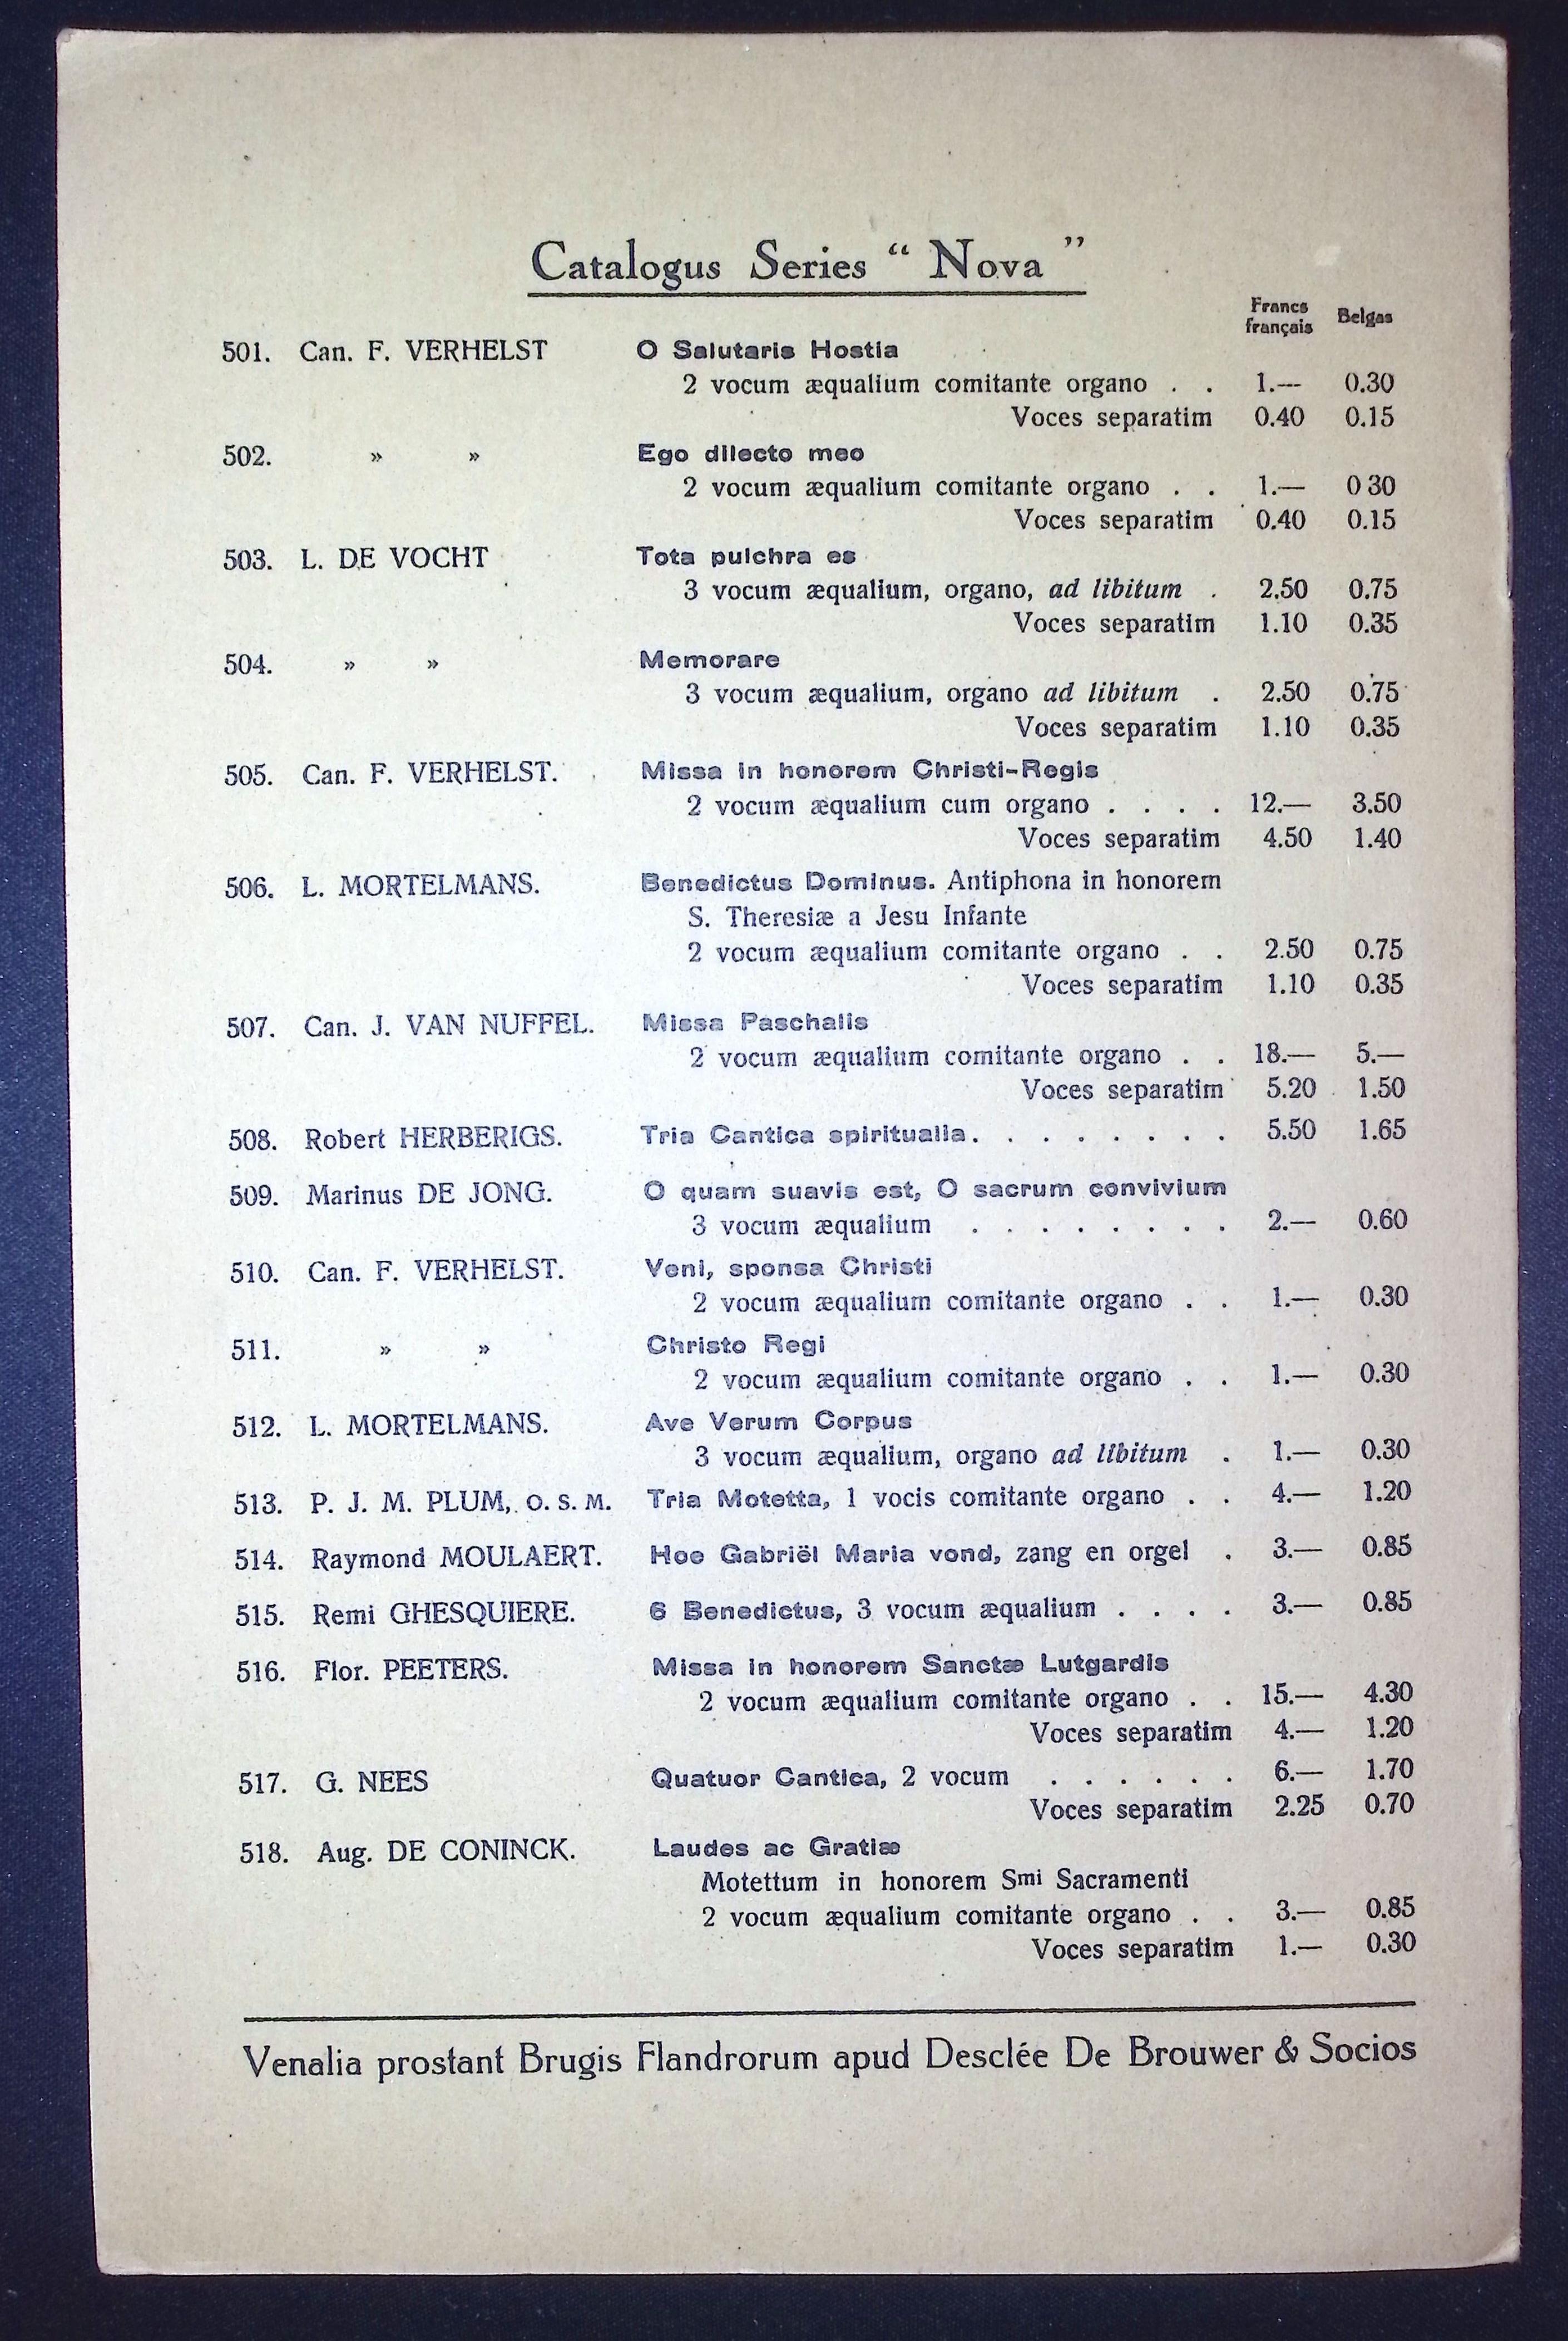 Catalogus Series “ Nova ”
Francs français Belgas
501. Can. F. VERHELST O Salutaris Hostia
2 vocum æqualium comitante organo . . 1.— 0.30
Voces separatim 0.40 0.15
502. » » Ego dilecto meo
2 vocum æqualium comitante organo . . 1.— 0 30
Voces separatim 0.40 0.15
503. L. DE VOCHT Tota pulchra es
3 vocum æqualium, organo, ad libitum . 2.50 0.75
Voces separatim 1.10 0.35
504. » » Memorare
3 vocum æqualium, organo ad libitum . 2.50 0.75
Voces separatim 1.10 0.35
505. Can. F. VERHELST. Missa in honorem Christi-Regis
2 vocum æqualium cum organo . . . . 12.— 3.50
Voces separatim 4.50 1.40
506. L. MORTELMANS. Benedictus Dominus. Antiphona in honorem
S. Theresiæ a Jesu Infante
2 vocum æqualium comitante organo . . 2.50 0.75
Voces separatim 1.10 0.35
507. Can. J. VAN NUFFEL. Missa Paschalis
2 vocum æqualium comitante organo . . 18.— 5.—
Voces separatim 5.20 1.50
508. Robert HERBERIGS. Tria Cantica spiritualia. . . . . . . . 5.50 1.65
509. Marinus DE JONG. O quam suavis est, O sacrum convivium
3 vocum æqualium . . . . . . . . 2.— 0.60
510. Can. F. VERHELST. Veni, sponsa Christi
2 vocum æqualium comitante organo . . 1.— 0.30
511. » » Christo Regi
2 vocum æqualium comitante organo . . 1.— 0.30
512. L. MORTELMANS. Ave Verum Corpus
3 vocum æqualium, organo ad libitum . 1.— 0.30
513. P. J. M. PLUM, O. S. M. Tria Motetta, 1 vocis comitante organo . . 4.— 1.20
514. Raymond MOULAERT. Hoe Gabriël Maria vond, zang en orgel . 3.— 0.85
515. Remi GHESQUIERE. 6 Benedictus, 3 vocum æqualium . . . . 3.— 0.85
516. Flor. PEETERS. Missa in honorem Sanctæ Lutgardis
2 vocum æqualium comitante organo . . 15.— 4.30
Voces separatim 4.— 1.20
517. G. NEES Quatuor Cantica, 2 vocum . . . . . . 6.— 1.70
Voces separatim 2.25 0.70
518. Aug. DE CONINCK. Laudes ac Gratiæ
Motettum in honorem Smi Sacramenti
2 vocum æqualium comitante organo . . 3.— 0.85
Voces separatim 1.— 0.30
Venalia prostant Brugis Flandrorum apud Desclée De Brouwer & Socios